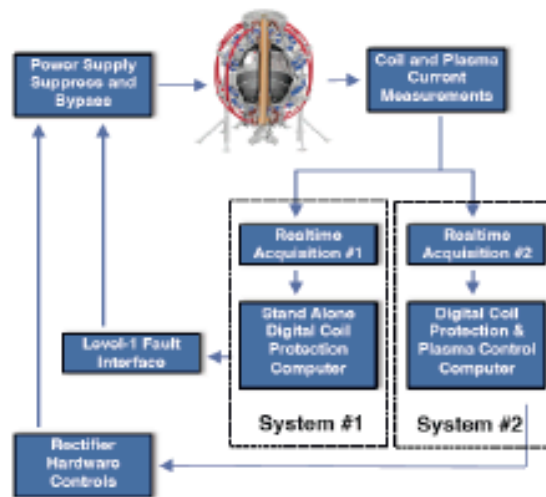 Power Supply
Suppress and
Bypass
Coil and Plasma
Current
Measurements
Realtime
Acquisition #1
Realtime
Acquisition #2
Stand Alone
Digital Coil
Protection
Computer
Digital Coil
Protection &
Plasma Control
Computer
Level-1 Fault
Interface
System #1
System #2
Rectifier
Hardware
Controls